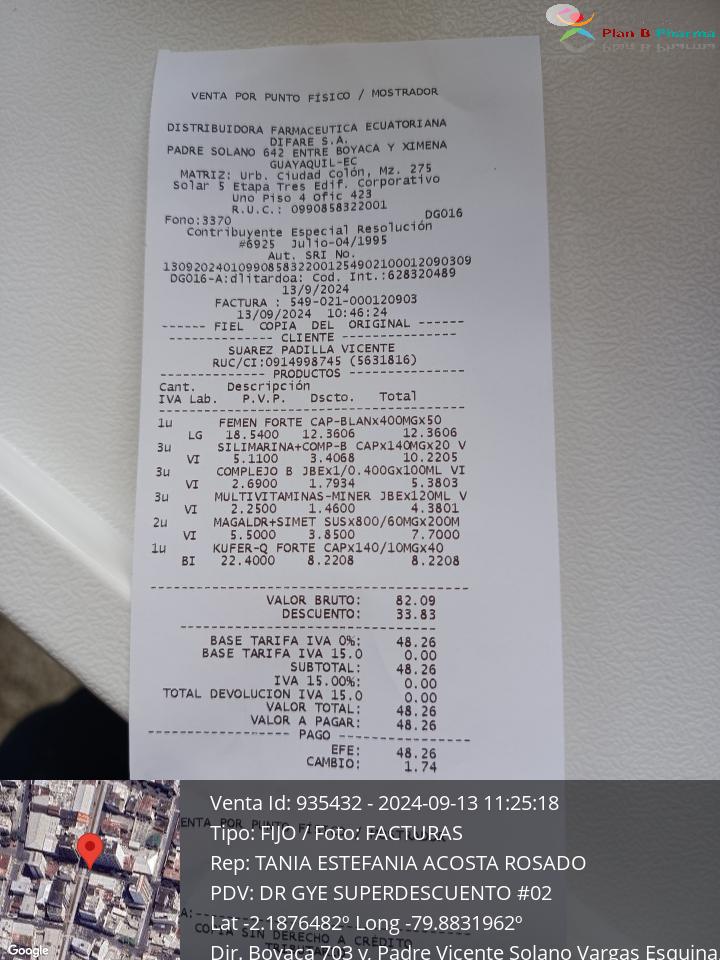 Plan B Pharma
VENTA POR PUNTO FÍSICO / MOSTRADOR
DISTRIBUIDORA FARMACEUTICA ECUATORIANA
DIFARE S.A.
PADRE SOLANO 642 ENTRE BOYACA Y XIMENA
GUAYAQUIL-EC
MATRIZ: Urb. Ciudad Colón, Mz. 275
Solar 5 Etapa Tres Edif. Corporativo
Uno Piso 4 Ofic 423
R.U.C.: 0990858322001
Fono:3370 DG016
Contribuyente Especial Resolución
#6925 Julio-04/1995
Aut. SRI No.
1309202401099085832200125490210001209030​9
DG016-A:dlitardoa: Cod. Int.:628320489
13/9/2024
FACTURA : 549-021-000120903
13/09/2024 10:46:24
------ FIEL COPIA DEL ORIGINAL ------
--------------- CLIENTE ---------------
SUAREZ PADILLA VICENTE
RUC/CI:0914998745 (5631816)
-------------- PRODUCTOS --------------
Cant. Descripción
IVA Lab. P.V.P. Dscto. Total
1u FEMEN FORTE CAP-BLANx400MGx50
LG 18.5400 12.3606 12.3606
3u SILIMARINA+COMP-B CAPx140MGx20 V
VI 5.1100 3.4068 10.2205
3u COMPLEJO B JBEx1/0.400Gx100ML VI
VI 2.6900 1.7934 5.3803
3u MULTIVITAMINAS-MINER JBEx120ML V
VI 2.2500 1.4600 4.3801
2u MAGALDR+SIMET SUSx800/60MGx200M
VI 5.5000 3.8500 7.7000
1u KUFER-Q FORTE CAPx140/10MGx40
BI 22.4000 8.2208 8.2208
VALOR BRUTO: 82.09
DESCUENTO: 33.83
BASE TARIFA IVA 0%: 48.26
BASE TARIFA IVA 15.0 0.00
SUBTOTAL: 48.26
IVA 15.00%: 0.00
TOTAL DEVOLUCION IVA 15.0 0.00
VALOR TOTAL: 48.26
VALOR A PAGAR: 48.26
----------------- PAGO ----------------
EFE: 48.26
CAMBIO: 1.74
Venta Id: 935432 - 2024-09-13 11:25:18
Tipo: FIJO / Foto: FACTURAS
Rep: TANIA ESTEFANIA ACOSTA ROSADO
PDV: DR GYE SUPERDESCUENTO #02
Lat -2.1876482º Long -79.8831962º
Dir. Boyaca 703 y, Padre Vicente Solano Vargas Esquina
COPIA SIN DERECHO A CRÉDITO
Google